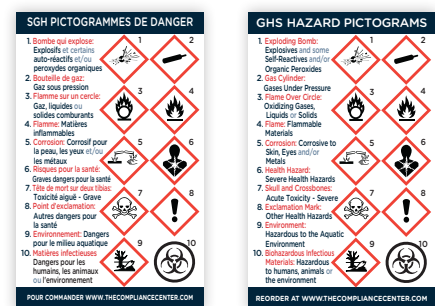 SGH PICTOGRAMMES DE DANGER
1. Bombe qui explose:
Explosifs et certains
auto-réactifs et/ou
peroxydes organiques
2. Bouteille de gaz:
Gaz sous pression
3. Flamme sur un cercle:
Gaz, liquides ou
solides comburants
4. Flamme: Matières
inflammables
5. Corrosion: Corrosif pour
la peau, les yeux et/ou
les métaux
6. Risques pour la santé:
Graves dangers pour la santé
7. Tête de mort sur deux tibias:
Toxicité aiguë - Grave
8. Point d'exclamation:
Autres dangers pour
la santé
9. Environnement: Dangers
pour le milieu aquatique
10. Matières infectieuses
Dangers pour les
humains, les animaux
ou l'environnement
1
2
3
4
5
6
7
8
9
10
POUR COMMANDER WWW.THECOMPLIANCECENTER.COM
GHS HAZARD PICTOGRAMS
1. Exploding Bomb:
Explosives and some
Self-Reactives and/or
Organic Peroxides
2. Gas Cylinder:
Gases Under Pressure
3. Flame Over Circle:
Oxidizing Gases,
Liquids or Solids
4. Flame: Flammable
Materials
5. Corrosion: Corrosive to
Skin, Eyes and/or
Metals
6. Health Hazard:
Severe Health Hazards
7. Skull and Crossbones:
Acute Toxicity - Severe
8. Exclamation Mark:
Other Health Hazards
9. Environment:
Hazardous to the Aquatic
Environment
10. Biohazardous Infectious
Materials: Hazardous
to humans, animals or
the environment
1
2
3
4
5
6
7
8
9
10
REORDER AT WWW.THECOMPLIANCECENTER.COM